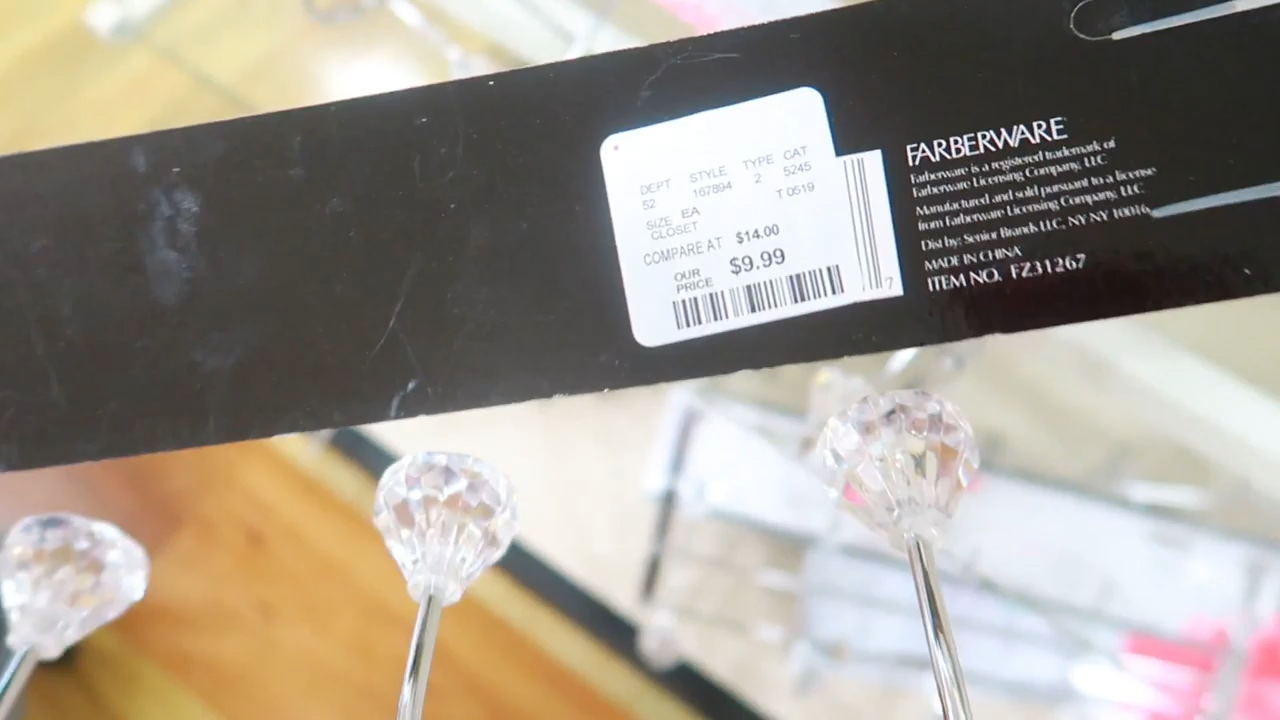 DEPT STYLE TYPE CAT
52 167894 2 5245
SIZE EA T 0519
CLOSET
COMPARE AT $14.00
OUR PRICE $9.99
7
FARBERWARE
Farberware is a registered trademark of
Farberware Licensing Company, LLC
Manufactured and sold pursuant to a license
from Farberware Licensing Company, LLC.
Dist by: Senior Brands LLC, NY NY 10016
MADE IN CHINA
ITEM NO. FZ31267